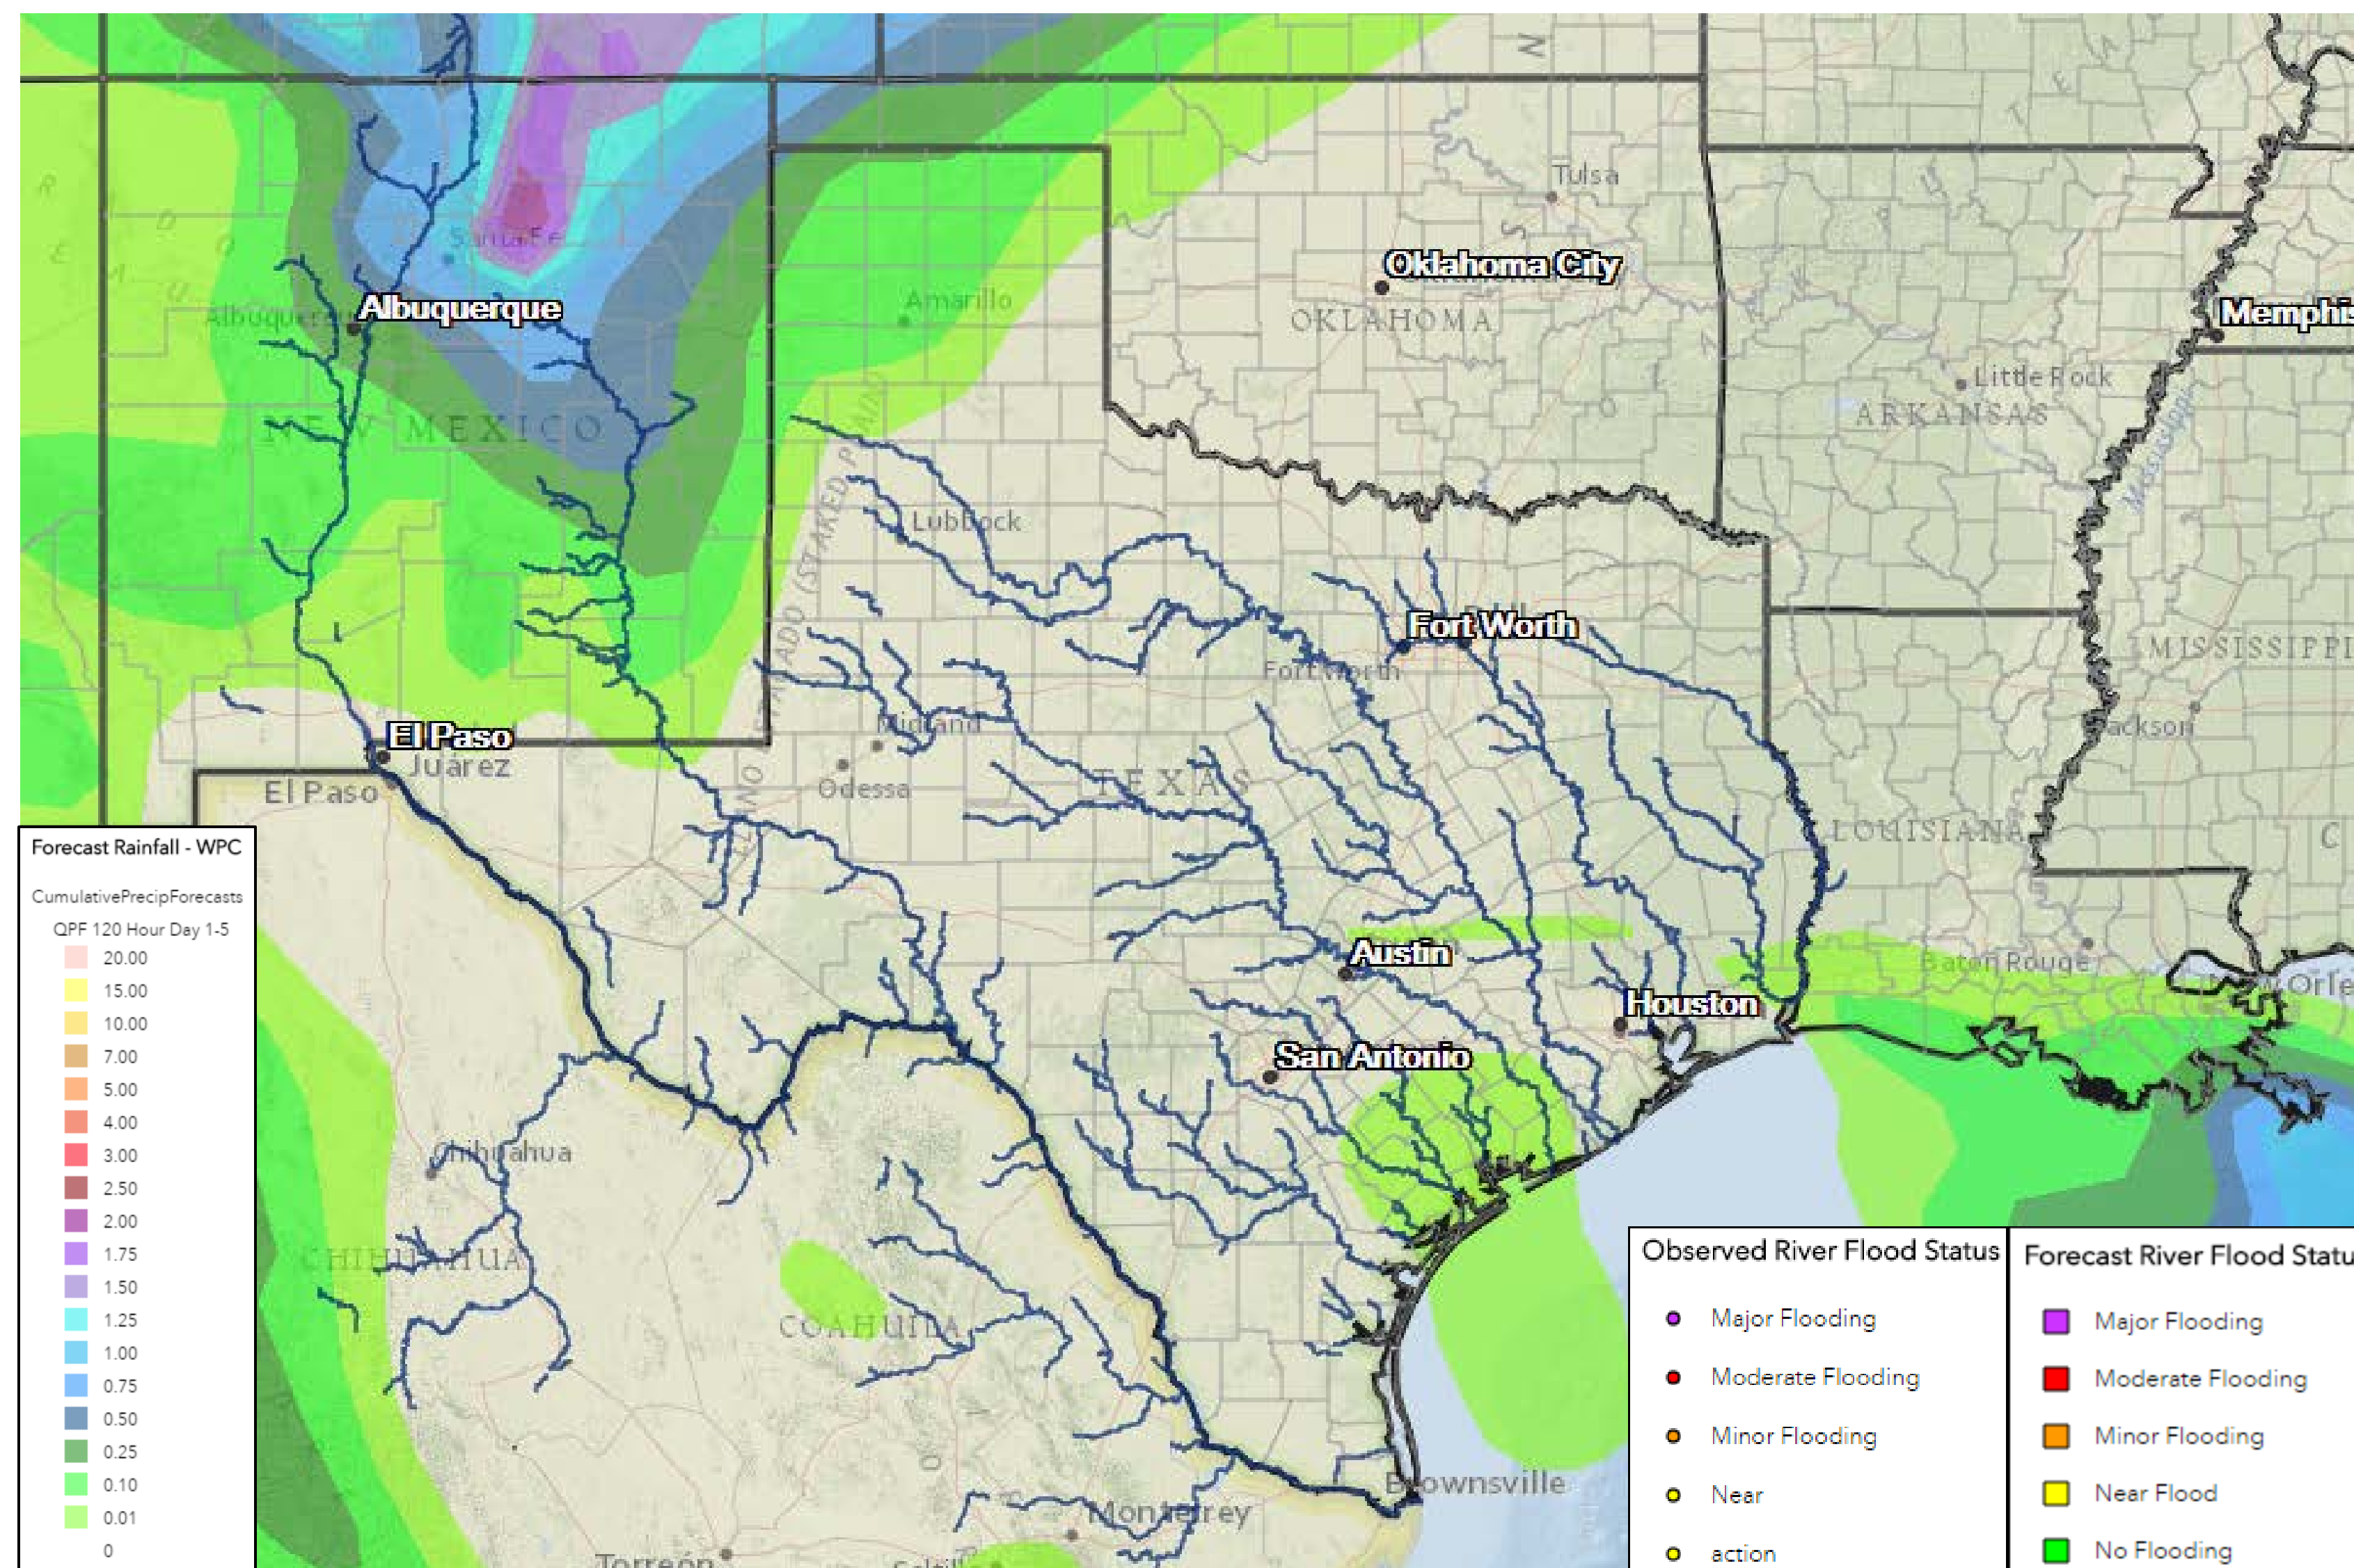 N
T E A
Tulsa
S
U
Santa Fe
Oklahoma City
Amarillo
OKLAHOMA
Albuquerque
Albuquerque
Memphis
Little Rock
ARKANSAS
Mississippi
NEW MEXICO
Lubbock
Fort Worth
Fort Worth
MISSISSIPPI
Midland
Jackson
El Paso
Juárez
El Paso
Odessa
TEXAS
LOUISIANA
C
Austin
Baton Rouge
Houston
San Antonio
Chihuahua
CHIHUAHUA
COAHUILA
Brownsville
Monterrey
Torreón
Forecast Rainfall - WPC
CumulativePrecipForecasts
QPF 120 Hour Day 1-5
20.00
15.00
10.00
7.00
5.00
4.00
3.00
2.50
2.00
1.75
1.50
1.25
1.00
0.75
0.50
0.25
0.10
0.01
0
Observed River Flood Status
Major Flooding
Moderate Flooding
Minor Flooding
Near
action
Forecast River Flood Statu
Major Flooding
Moderate Flooding
Minor Flooding
Near Flood
No Flooding